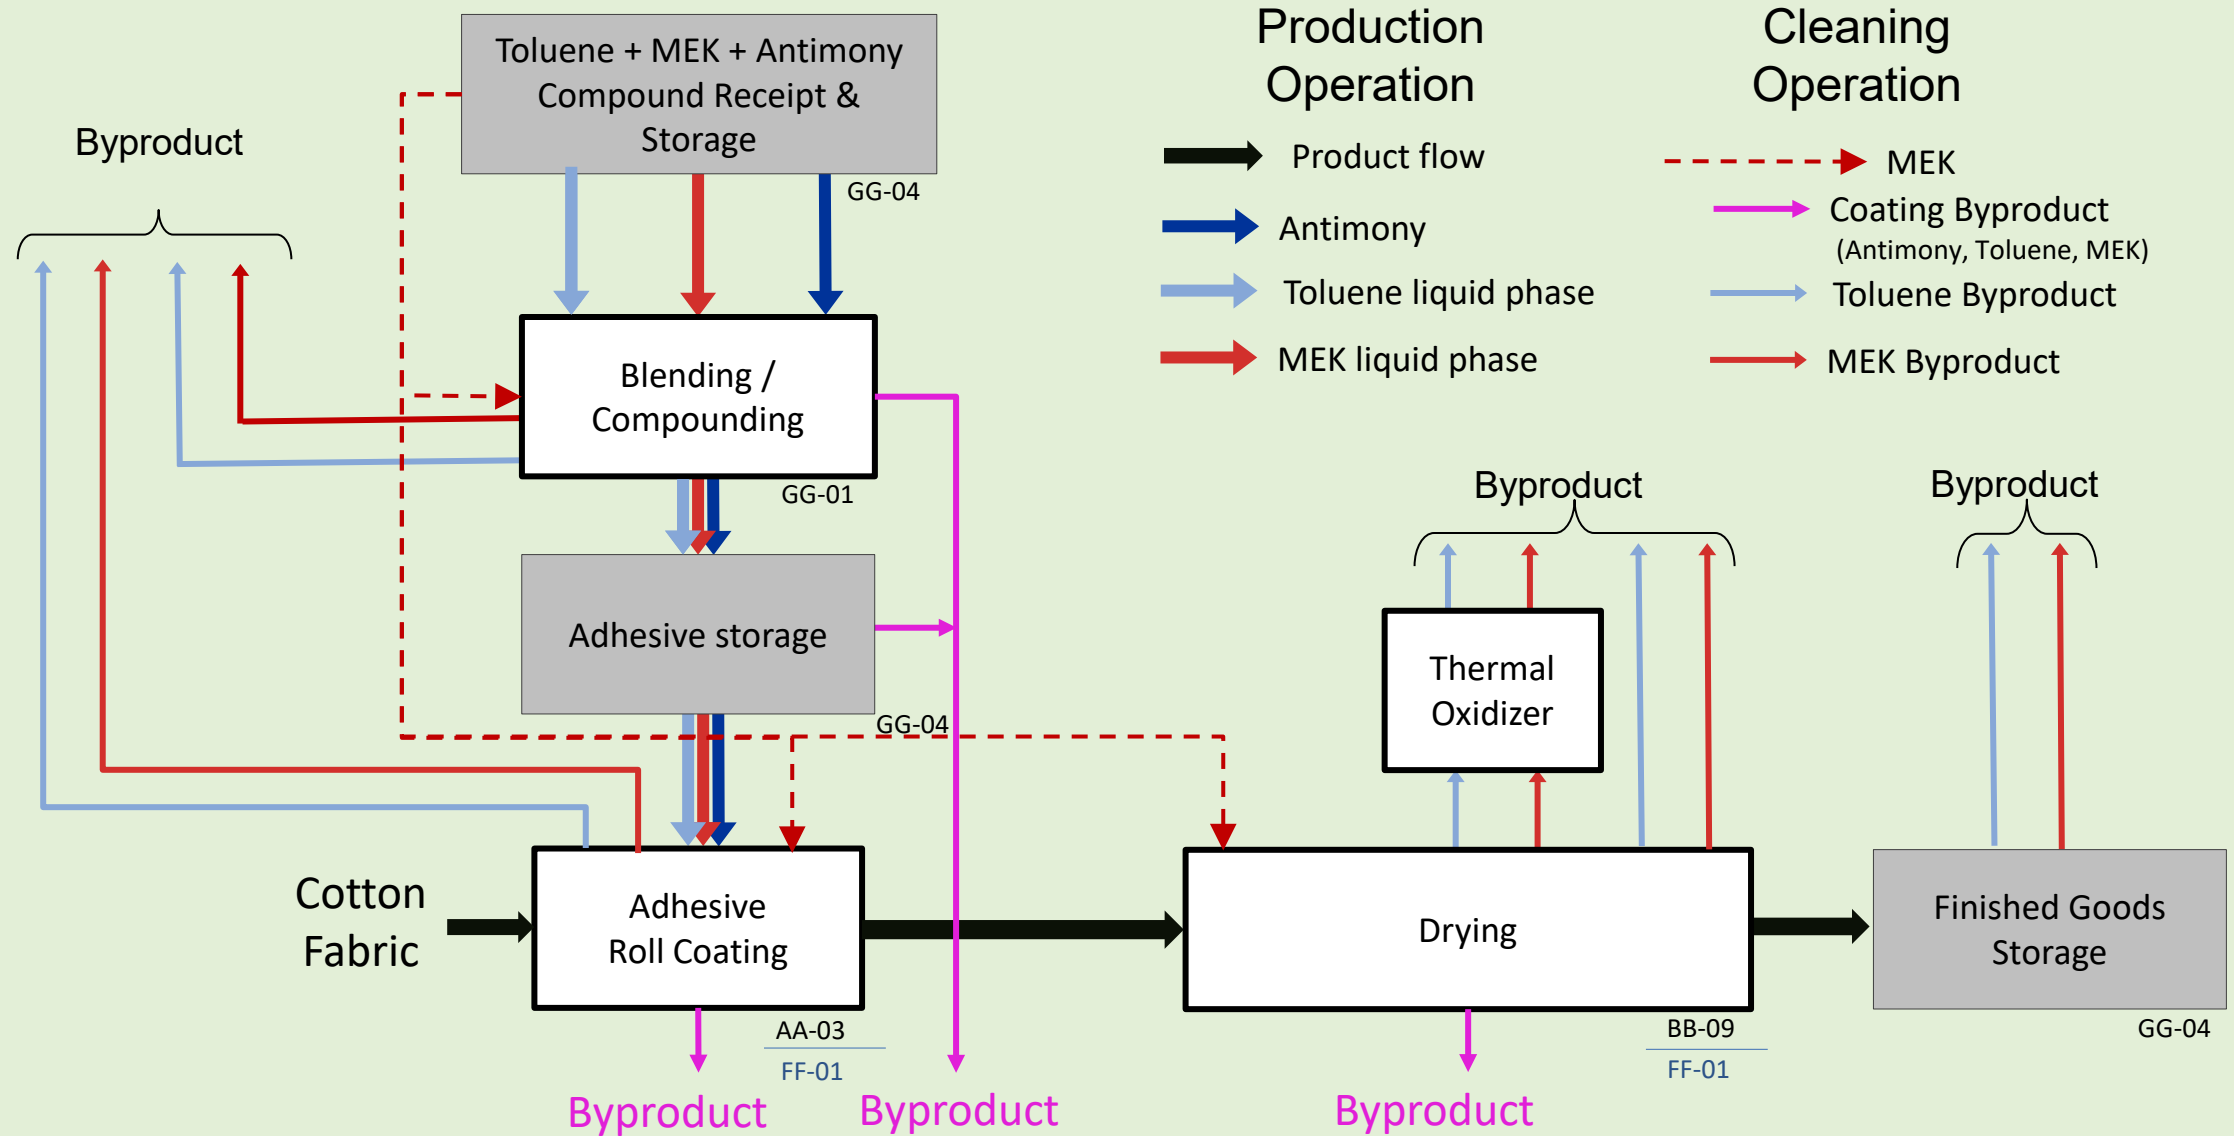 Toluene + MEK + Antimony
Compound Receipt &
Storage
GG-04
Production
Operation
Product flow
Antimony
Toluene liquid phase
MEK liquid phase
Cleaning
Operation
MEK
Coating Byproduct
(Antimony, Toluene, MEK)
Toluene Byproduct
MEK Byproduct
Byproduct
Blending /
Compounding
GG-01
Adhesive storage
GG-04
Byproduct
Byproduct
Thermal
Oxidizer
Cotton
Fabric
Adhesive
Roll Coating
AA-03
FF-01
Drying
BB-09
FF-01
Finished Goods
Storage
GG-04
Byproduct
Byproduct
Byproduct